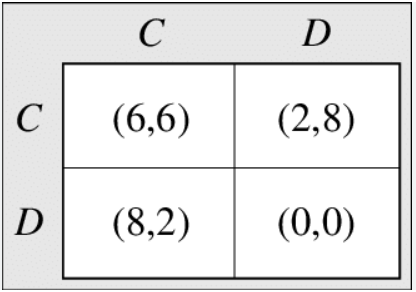 C D
C (6,6) (2,8)
D (8,2) (0,0)